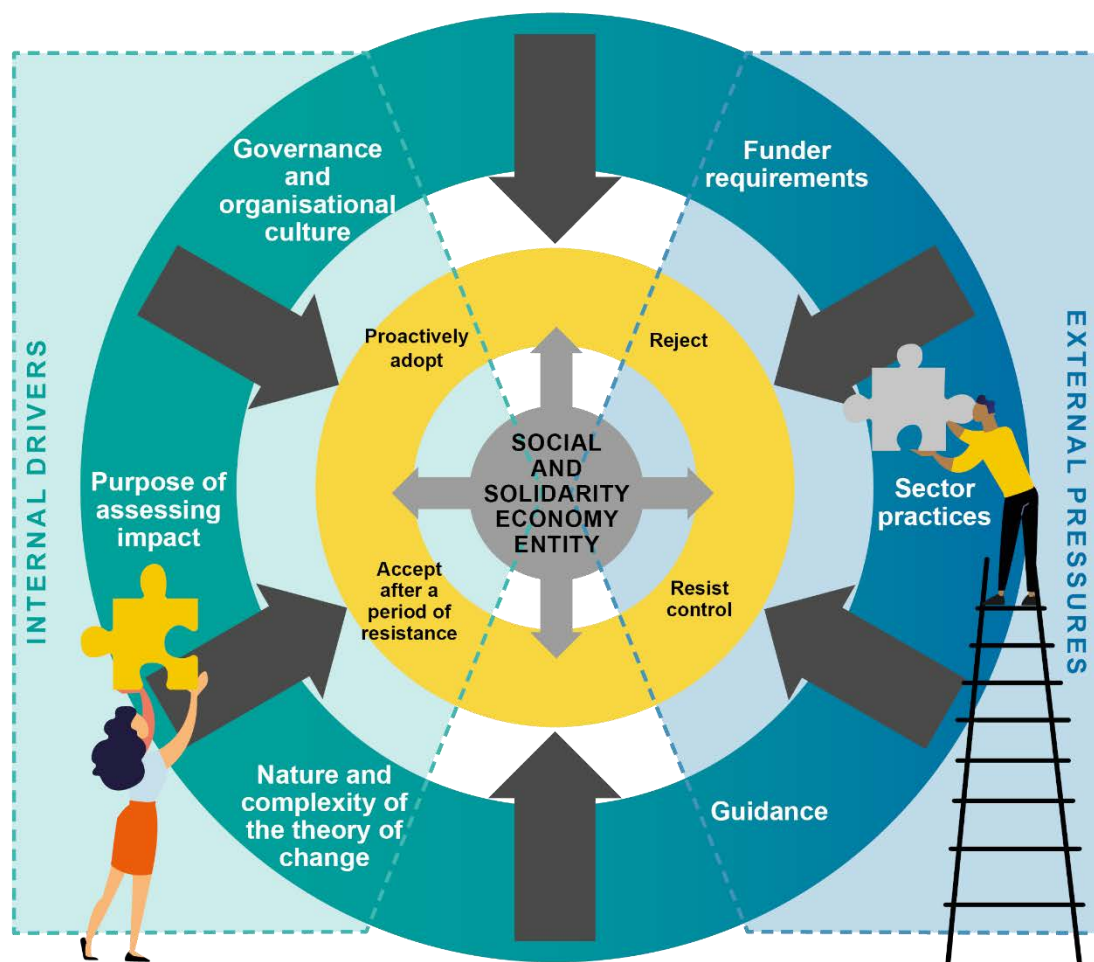 INTERNAL DRIVERS
Governance
and
organisational
culture
Purpose of
assessing
impact
Nature and
complexity of
the theory of
change
Proactively
adopt
Accept
after a
period of
resistance
SOCIAL
AND
SOLIDARITY
ECONOMY
ENTITY
Reject
Resist
control
Funder
requirements
Sector
practices
Guidance
EXTERNAL PRESSURES